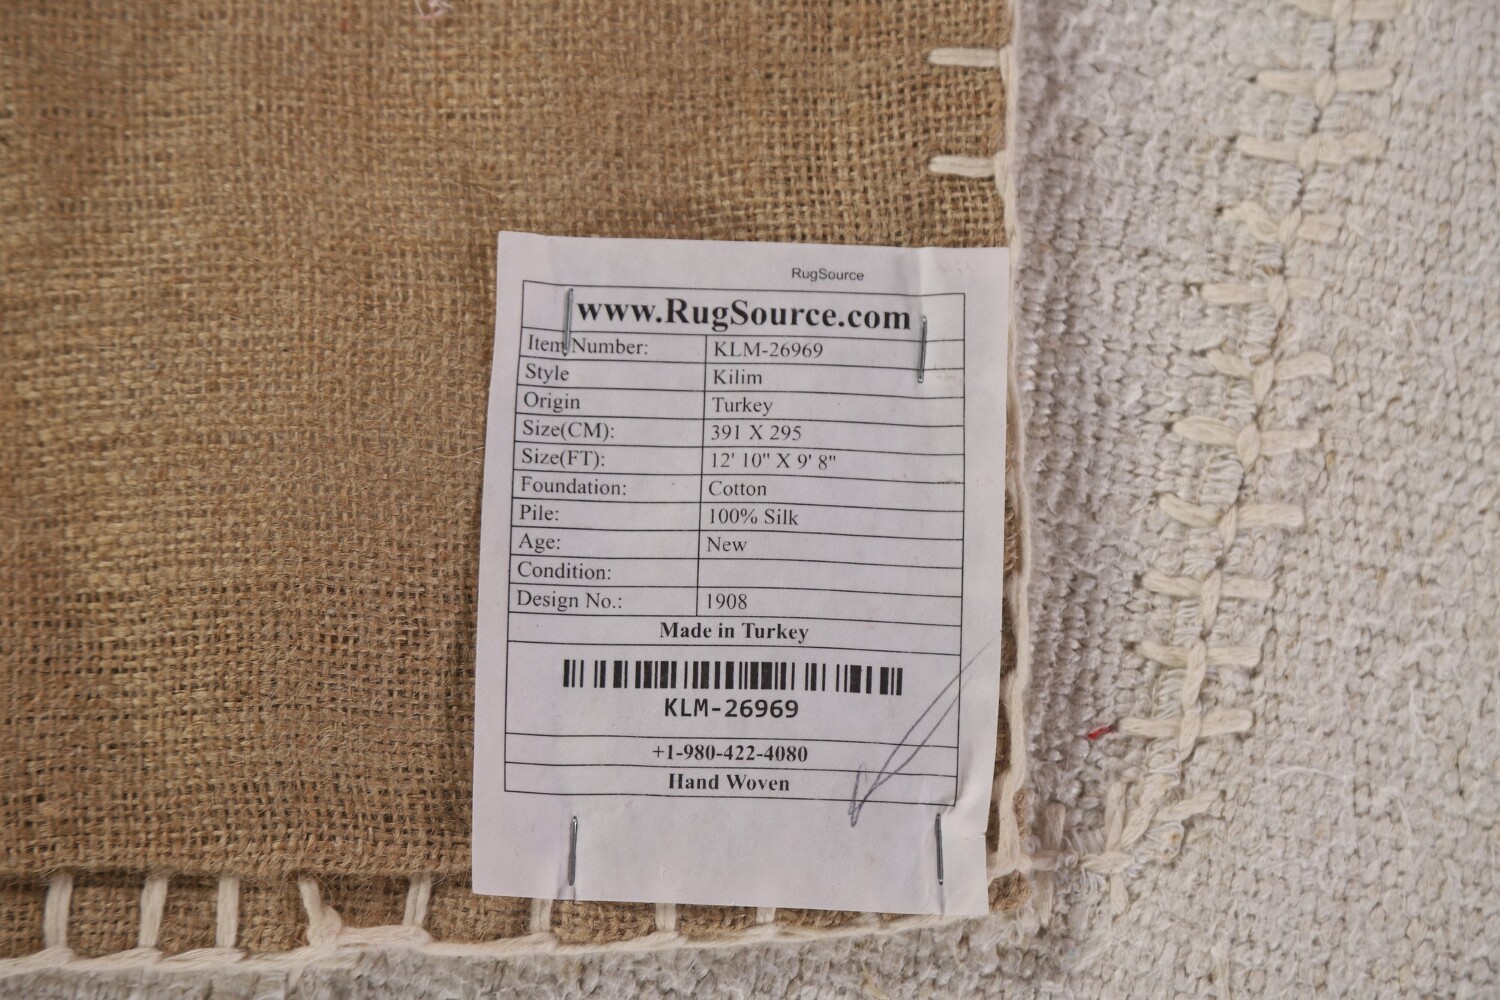 RugSource
www.RugSource.com
Item Number: KLM-26969
Style Kilim
Origin Turkey
Size(CM): 391 X 295
Size(FT): 12' 10" X 9' 8"
Foundation: Cotton
Pile: 100% Silk
Age: New
Condition:
Design No.: 1908
Made in Turkey
KLM-26969
+1-980-422-4080
Hand Woven